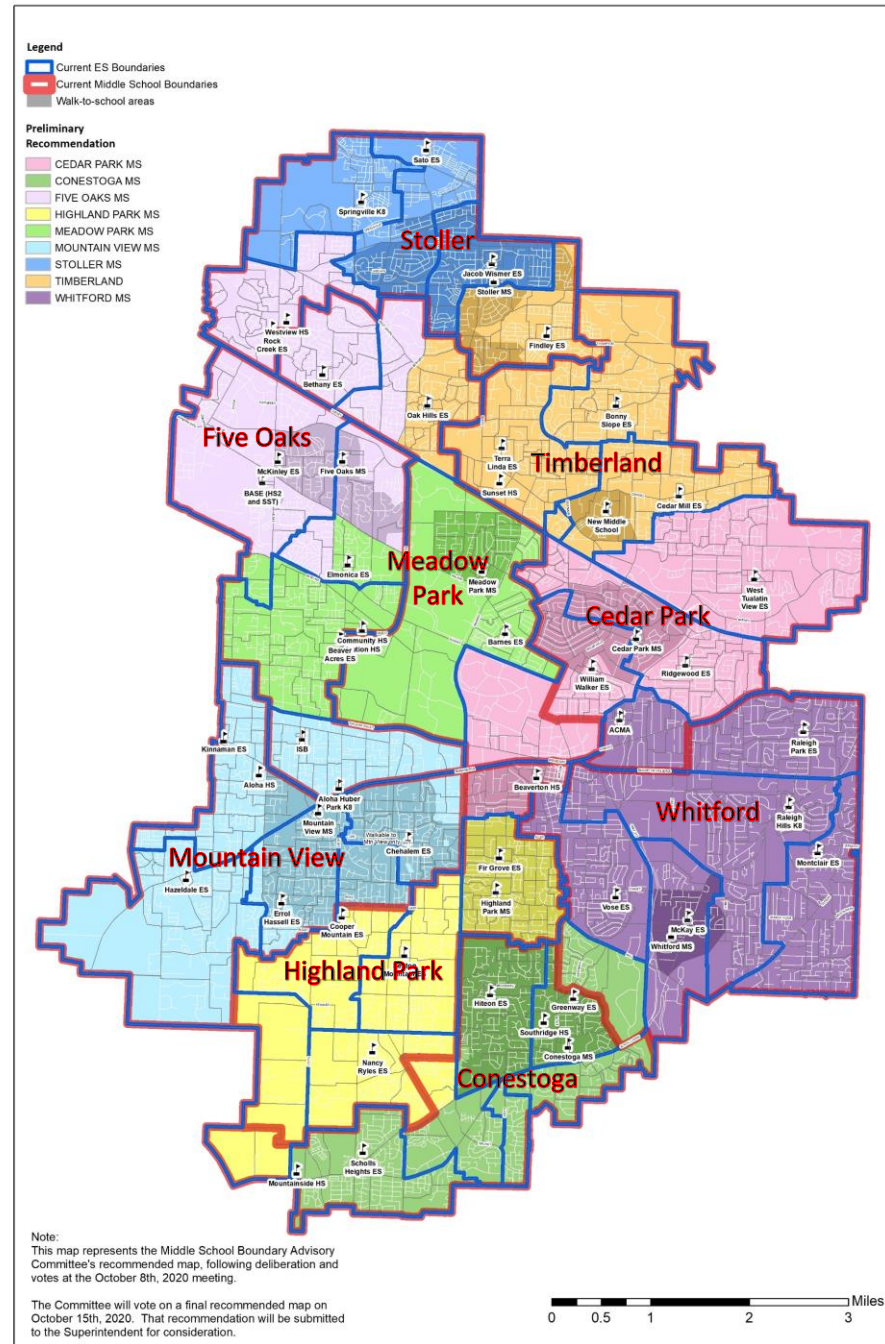 Legend
Current ES Boundaries
Current Middle School Boundaries
Walk-to-school areas
Preliminary
Recommendation
CEDAR PARK MS
CONESTOGA MS
FIVE OAKS MS
HIGHLAND PARK MS
MEADOW PARK MS
MOUNTAIN VIEW MS
STOLLER MS
TIMBERLAND
WHITFORD MS
Sato ES
Springville K8
Stoller
Jacob Wismer ES
Stoller MS
Westview HS
Rock
Creek ES
Findley ES
Bethany ES
Oak Hills ES
Bonny
Slope ES
Five Oaks
McKinley ES
Five Oaks MS
BASE (HS2
and SST)
Terra
Linda ES
Sunset HS
Timberland
Cedar Mill ES
New Middle
School
Elmonica ES
Meadow
Park
Meadow
Park MS
West
Tualatin
View ES
Cedar Park
Cedar Park MS
Barnes ES
Community HS
Beaver
Acres ES
Ridgewood ES
William
Walker ES
ACMA
Raleigh
Park ES
Kinnaman ES
ISB
Aloha HS
Beaverton HS
Aloha Huber
Park K8
Mountain
View MS
Whitford
Raleigh
Hills K8
Chehalem ES
Mountain View
Montclair ES
Fir Grove ES
Hazeldale ES
Highland
Park MS
Errol
Hassell ES
Cooper
Mountain ES
Vose ES
McKay ES
Whitford MS
Highland Park
Hiteon ES
Greenway ES
Southridge HS
Conestoga MS
Nancy
Ryles ES
Conestoga
Scholls
Heights ES
Mountainside HS
Note:
This map represents the Middle School Boundary Advisory
Committee's recommended map, following deliberation and
votes at the October 8th, 2020 meeting.
The Committee will vote on a final recommended map on
October 15th, 2020. That recommendation will be submitted
to the Superintendent for consideration.
Miles
0 0.5 1 2 3